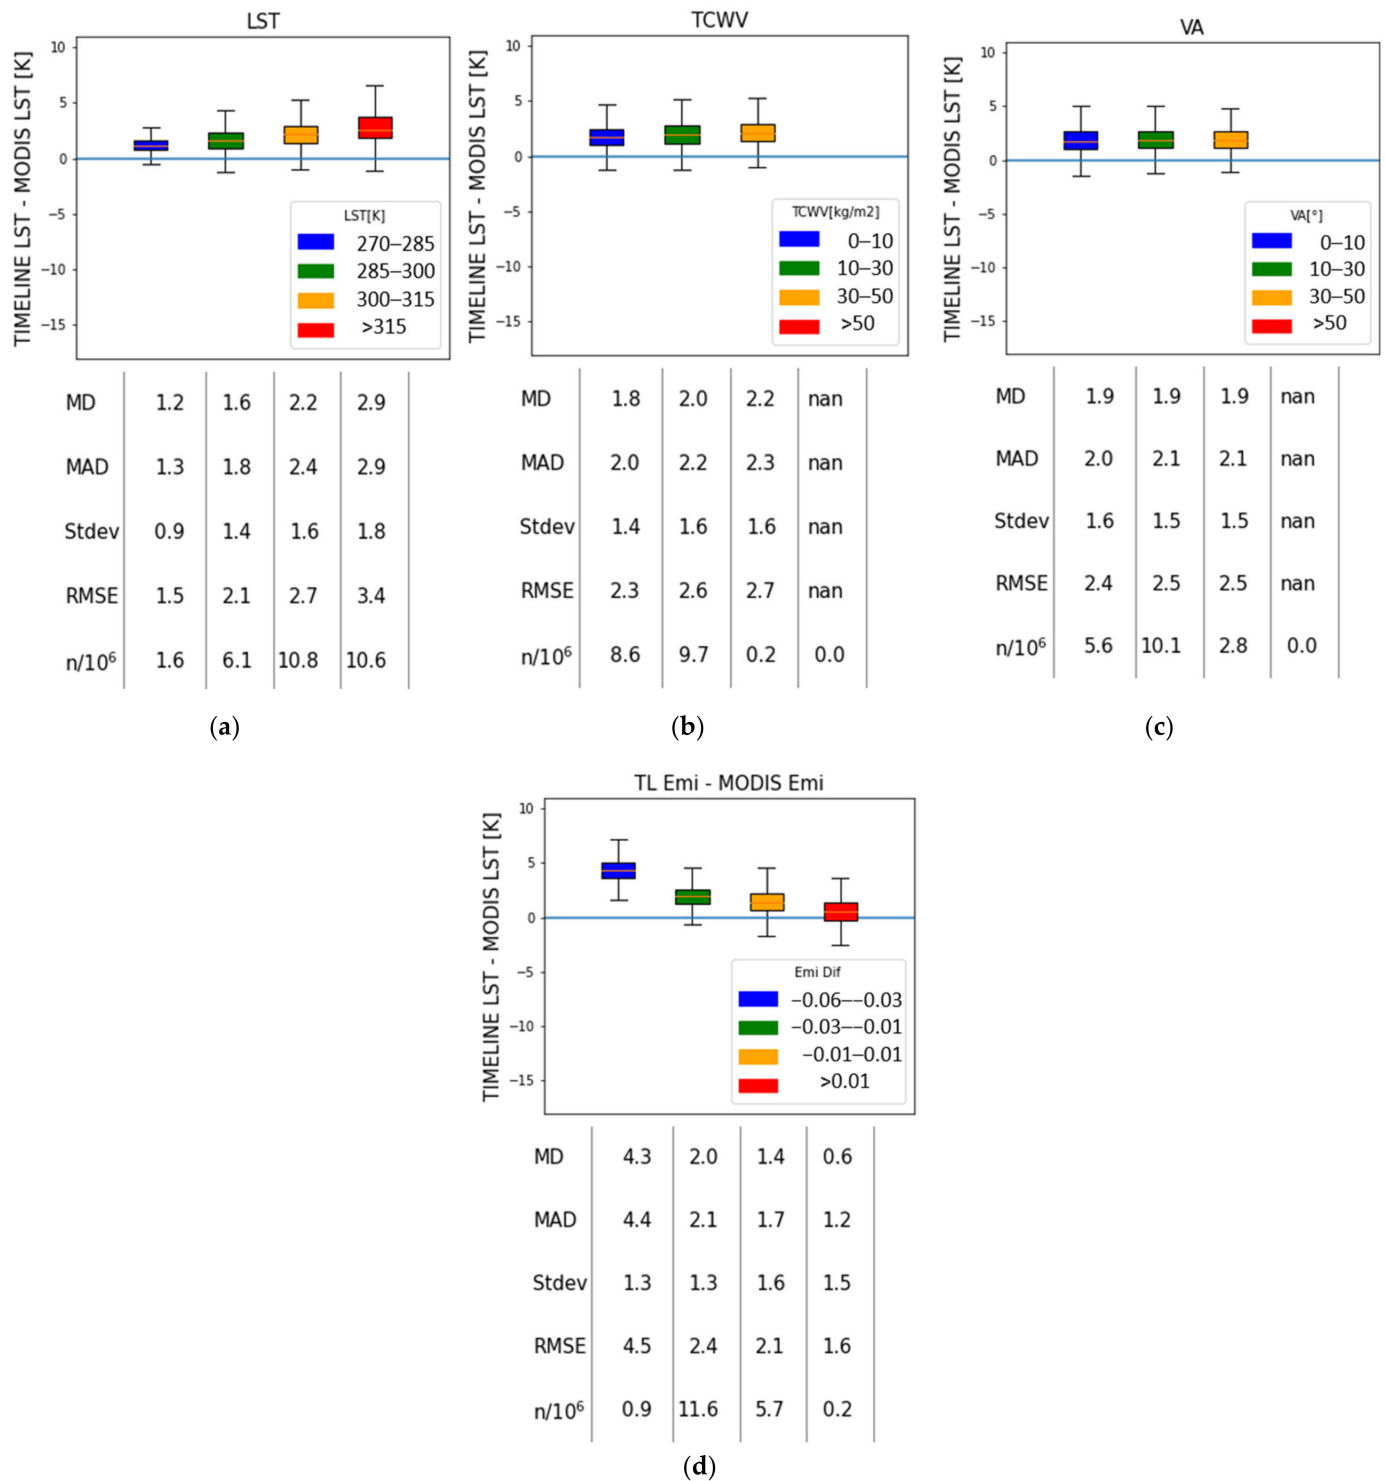 LST
TIMELINE LST - MODIS LST [K]
10
5
0
−5
−10
−15
LST[K]
270–285
285–300
300–315
>315
MD 1.2 1.6 2.2 2.9
MAD 1.3 1.8 2.4 2.9
Stdev 0.9 1.4 1.6 1.8
RMSE 1.5 2.1 2.7 3.4
n/10⁶ 1.6 6.1 10.8 10.6
(a)
TCWV
TIMELINE LST - MODIS LST [K]
10
5
0
−5
−10
−15
TCWV[kg/m2]
0–10
10–30
30–50
>50
MD 1.8 2.0 2.2 nan
MAD 2.0 2.2 2.3 nan
Stdev 1.4 1.6 1.6 nan
RMSE 2.3 2.6 2.7 nan
n/10⁶ 8.6 9.7 0.2 0.0
(b)
VA
TIMELINE LST - MODIS LST [K]
10
5
0
−5
−10
−15
VA[°]
0–10
10–30
30–50
>50
MD 1.9 1.9 1.9 nan
MAD 2.0 2.1 2.1 nan
Stdev 1.6 1.5 1.5 nan
RMSE 2.4 2.5 2.5 nan
n/10⁶ 5.6 10.1 2.8 0.0
(c)
TL Emi - MODIS Emi
TIMELINE LST - MODIS LST [K]
10
5
0
−5
−10
−15
Emi Dif
−0.06–−0.03
−0.03–−0.01
−0.01–0.01
>0.01
MD 4.3 2.0 1.4 0.6
MAD 4.4 2.1 1.7 1.2
Stdev 1.3 1.3 1.6 1.5
RMSE 4.5 2.4 2.1 1.6
n/10⁶ 0.9 11.6 5.7 0.2
(d)